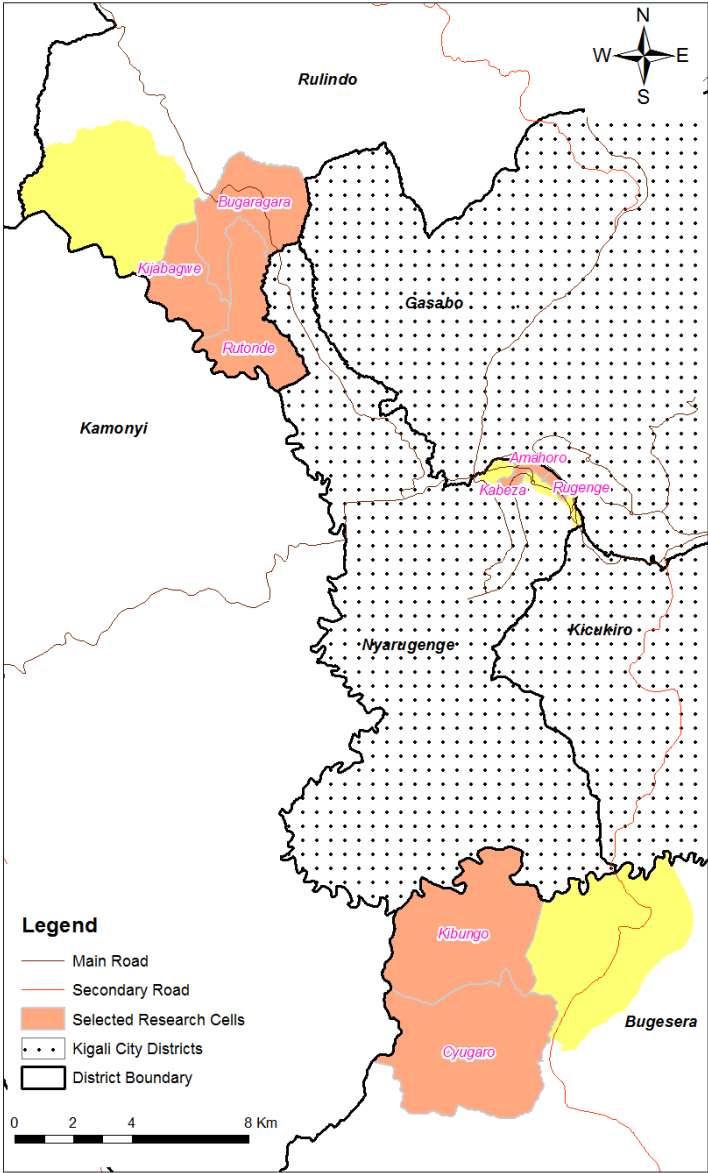 N
W E
S
Rulindo
Bugaragara
Kijabagwe
Gasabo
Rutonde
Kamonyi
Amahoro
Kabeza
Rugenge
Nyarugenge
Kicukiro
Kibungo
Bugesera
Cyugaro
Legend
Main Road
Secondary Road
Selected Research Cells
Kigali City Districts
District Boundary
0 2 4 8 Km